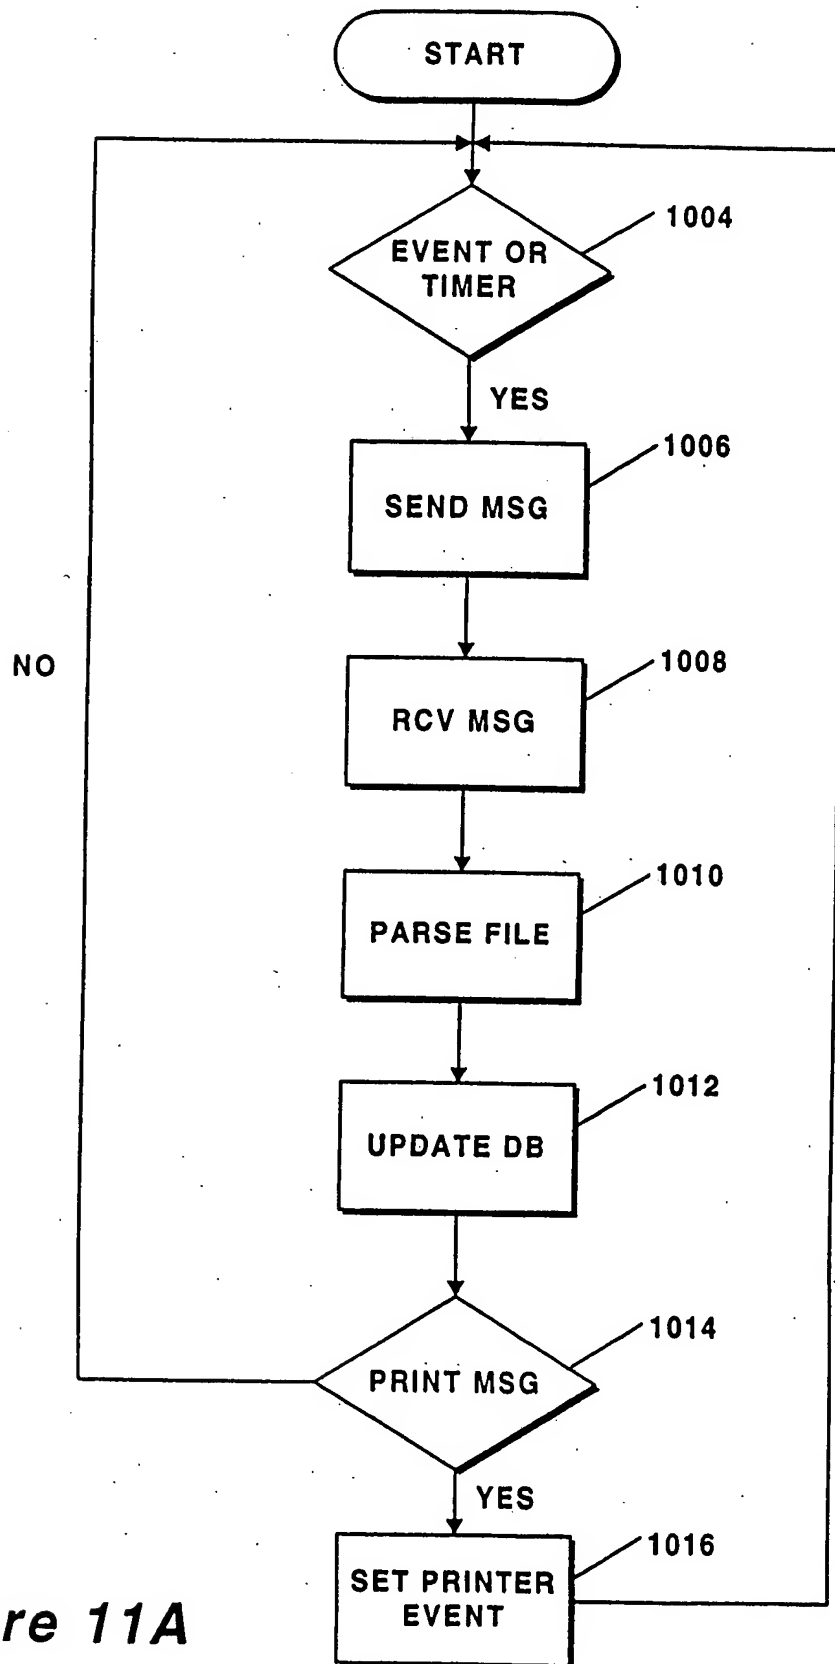 START
1004
EVENT OR
TIMER
YES
1006
SEND MSG
NO
1008
RCV MSG
1010
PARSE FILE
1012
UPDATE DB
1014
PRINT MSG
YES
1016
SET PRINTER
EVENT
re 11A